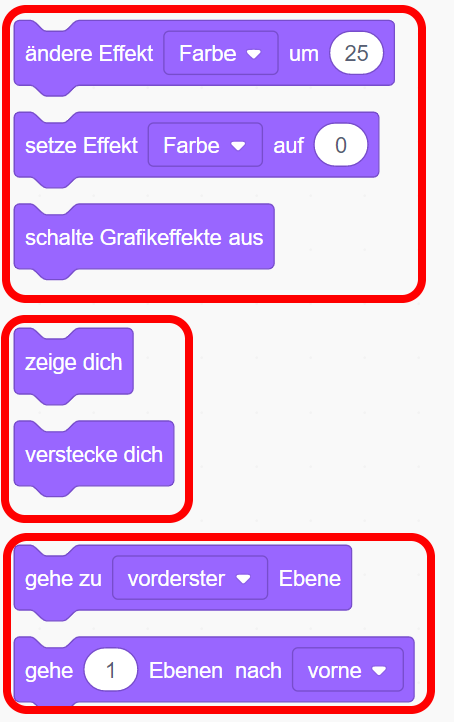 ändere Effekt Farbe um 25
setze Effekt Farbe auf 0
schalte Grafikeffekte aus
zeige dich
verstecke dich
gehe zu vorderster Ebene
gehe 1 Ebenen nach vorne